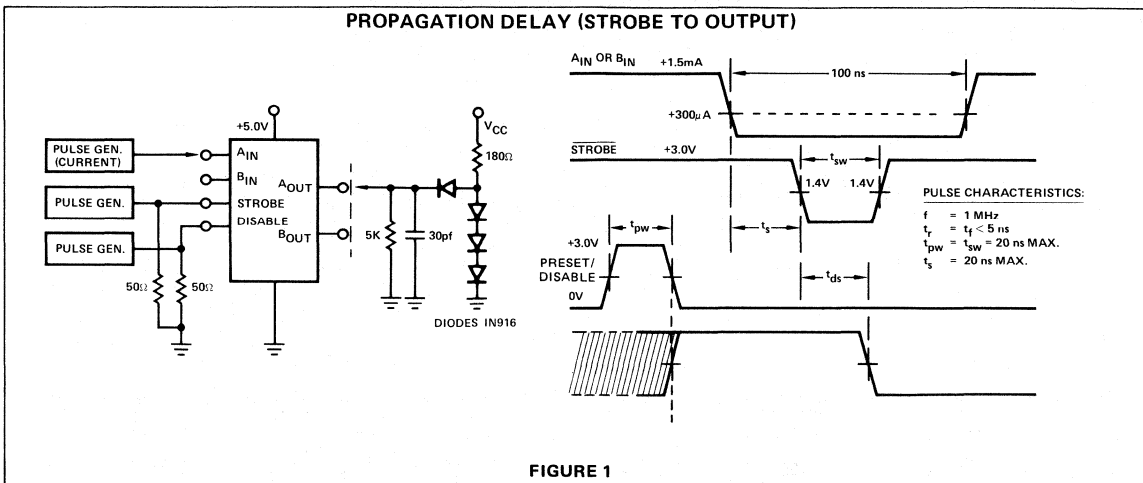 PROPAGATION DELAY (STROBE TO OUTPUT)
+5.0V
PULSE GEN.
(CURRENT)
PULSE GEN.
PULSE GEN.
50Ω
50Ω
AIN
BIN
STROBE
DISABLE
AOUT
BOUT
5K
30pf
VCC
180Ω
DIODES IN916
AIN OR BIN
+1.5mA
100 ns
+300μA
STROBE
+3.0V
tsw
1.4V
1.4V
ts
tpw
+3.0V
PRESET/
DISABLE
0V
tds
PULSE CHARACTERISTICS:
f = 1 MHz
tr = tf < 5 ns
tpw = tsw = 20 ns MAX.
ts = 20 ns MAX.
FIGURE 1